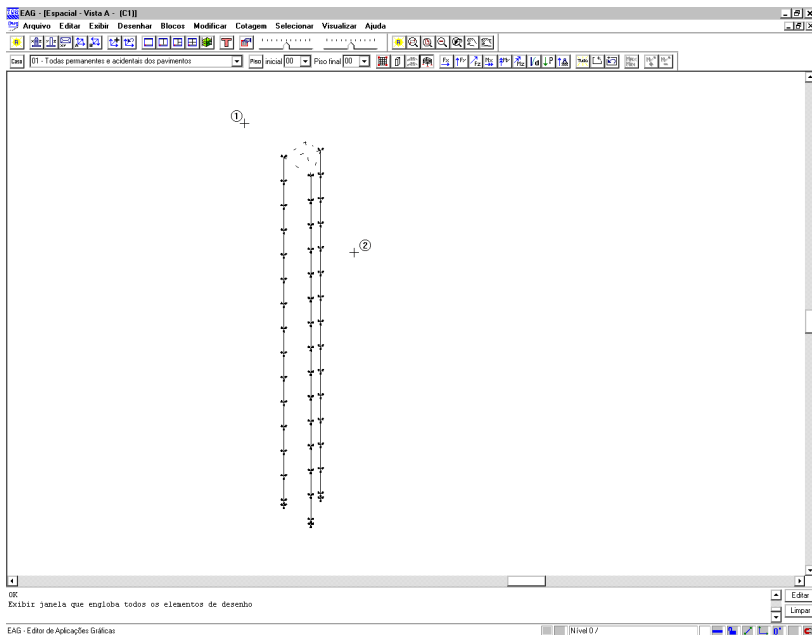 EAG - [Espacial - Vista A - (C1)]
Arquivo Editar Exibir Desenhar Blocos Modificar Cotagem Selecionar Visualizar Ajuda
Caso 01 - Todas permanentes e acidentais dos pavimentos Piso inicial 00 Piso final 00
①
②
OK
Exibir janela que engloba todos os elementos de desenho
Editar
Limpar
EAG - Editor de Aplicações Gráficas
Nível 0 /